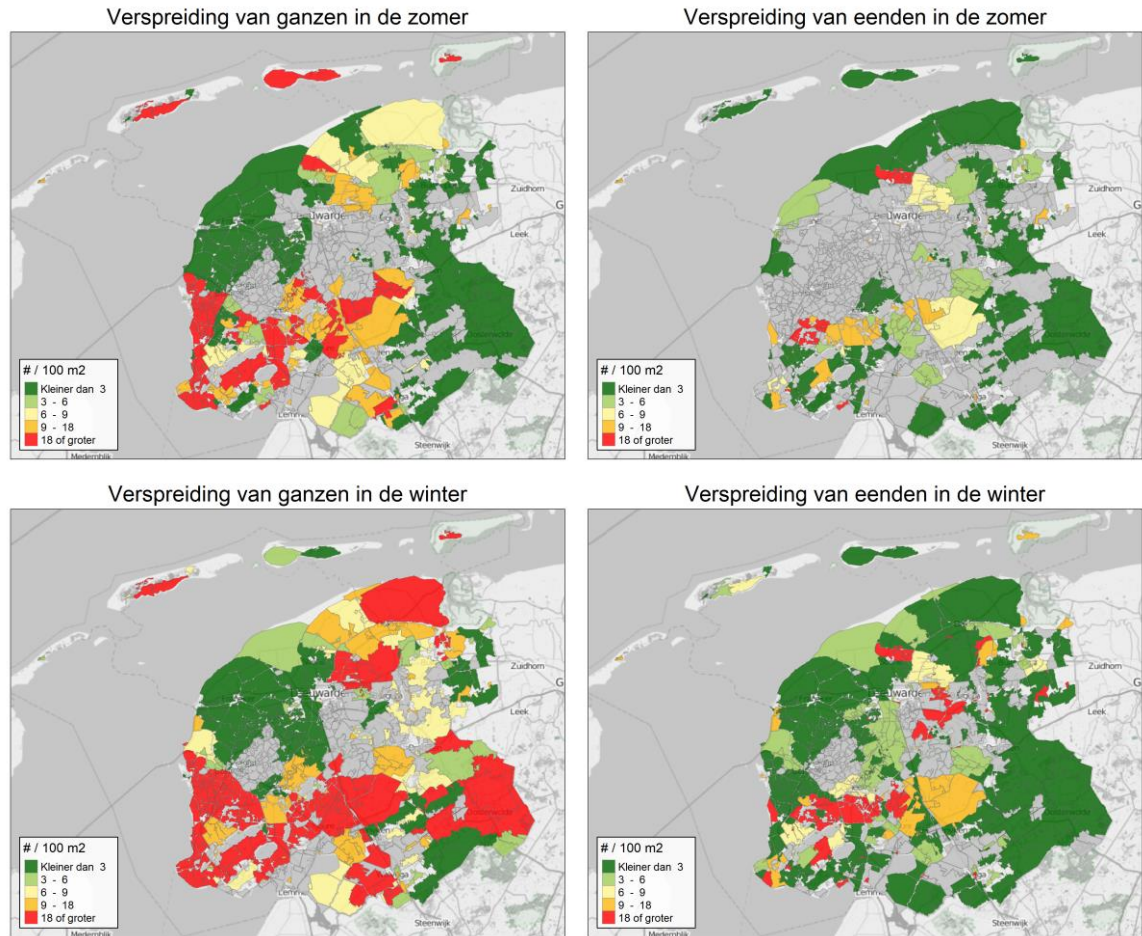 Verspreiding van ganzen in de zomer
Verspreiding van eenden in de zomer
Zuidhorn
G
Leek
# / 100 m2
Kleiner dan 3
3 - 6
6 - 9
9 - 18
18 of groter
Steenwijk
Medemblik
Zuidhorn
G
Leek
# / 100 m2
Kleiner dan 3
3 - 6
6 - 9
9 - 18
18 of groter
Steenwijk
Medemblik
Verspreiding van ganzen in de winter
Verspreiding van eenden in de winter
Zuidhorn
G
Leek
# / 100 m2
Kleiner dan 3
3 - 6
6 - 9
9 - 18
18 of groter
Steenwijk
Medemblik
Zuidhorn
G
Leek
# / 100 m2
Kleiner dan 3
3 - 6
6 - 9
9 - 18
18 of groter
Steenwijk
Medemblik